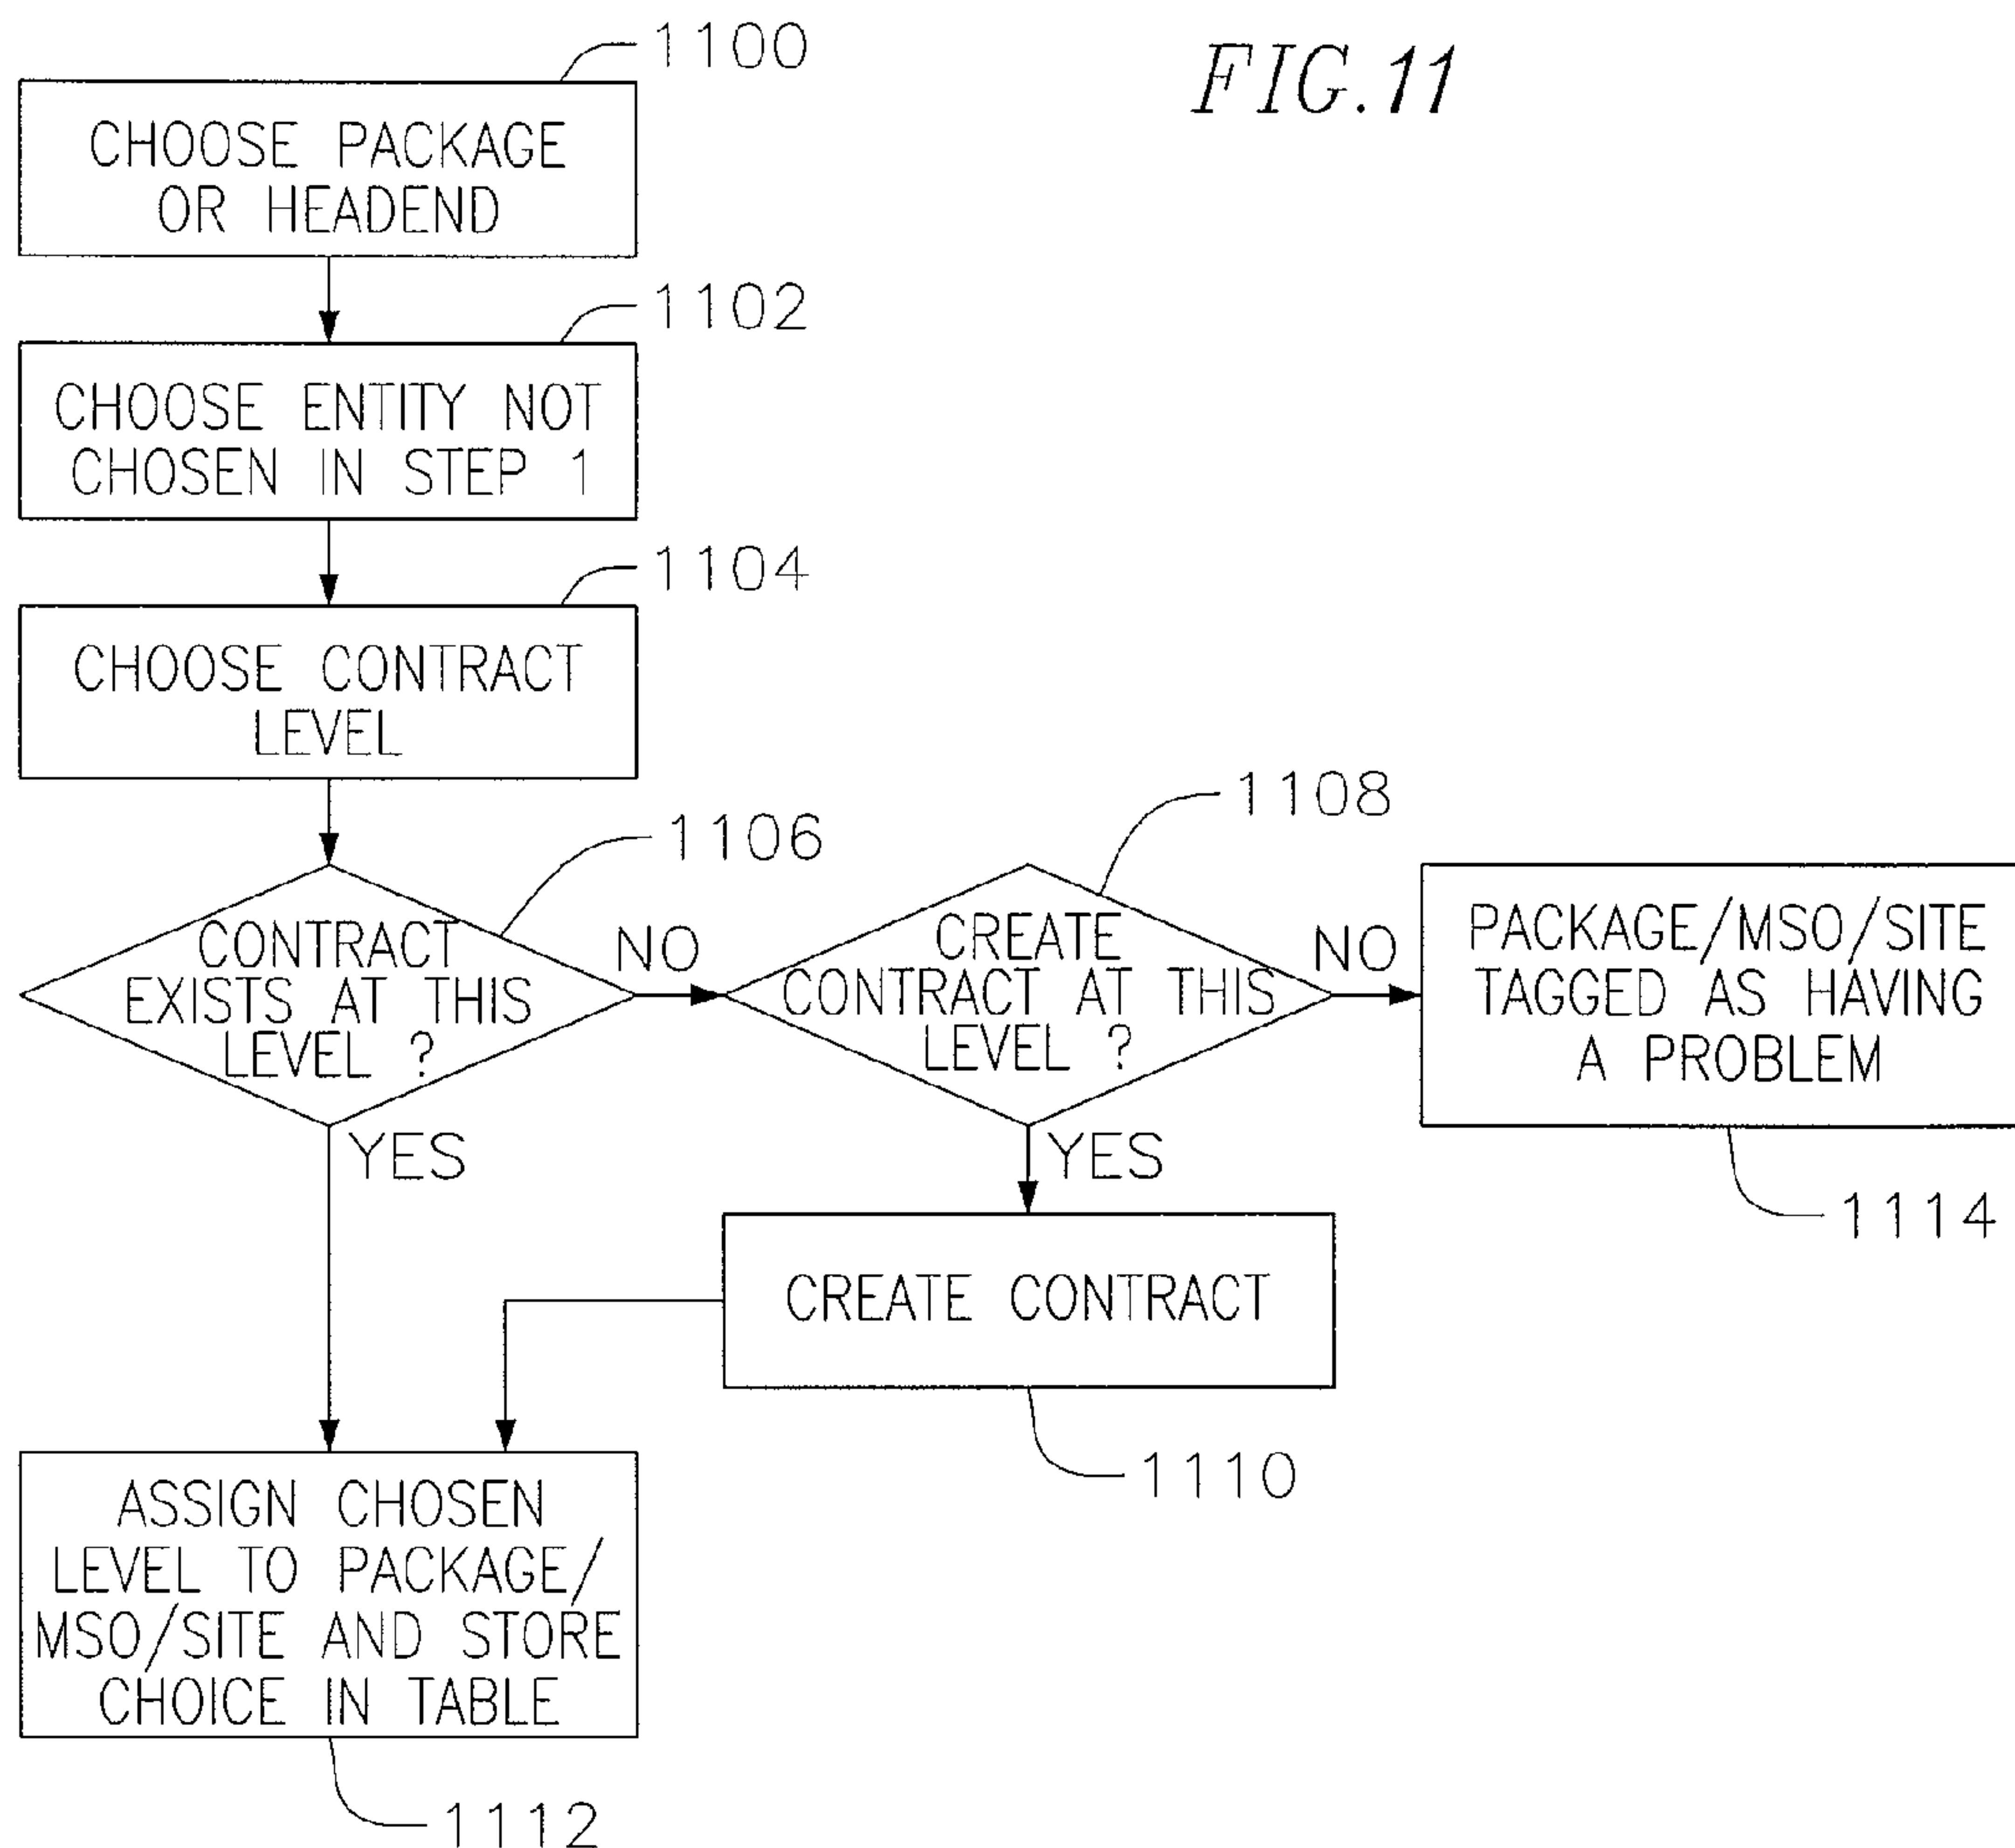 FIG.11
1100
CHOOSE PACKAGE
OR HEADEND
1102
CHOOSE ENTITY NOT
CHOSEN IN STEP 1
1104
CHOOSE CONTRACT
LEVEL
1106
CONTRACT
EXISTS AT THIS
LEVEL ?
NO
YES
1108
CREATE
CONTRACT AT THIS
LEVEL ?
NO
YES
PACKAGE/MSO/SITE
TAGGED AS HAVING
A PROBLEM
1114
CREATE CONTRACT
1110
ASSIGN CHOSEN
LEVEL TO PACKAGE/
MSO/SITE AND STORE
CHOICE IN TABLE
1112